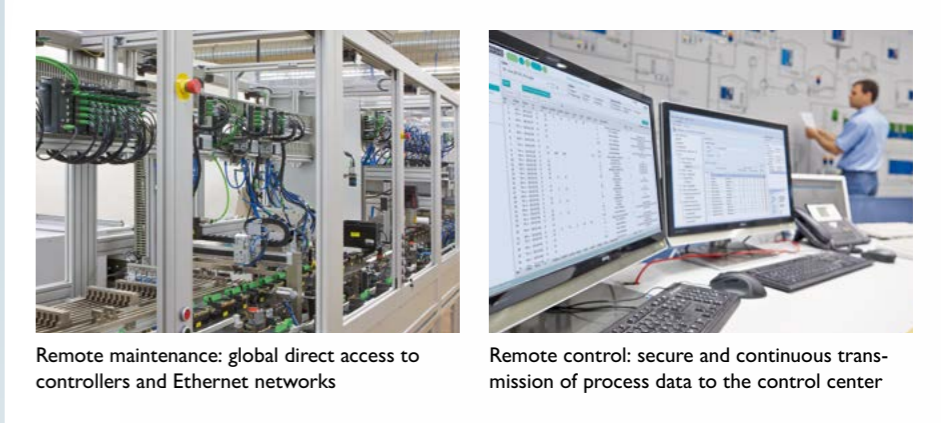 Remote maintenance: global direct access to
controllers and Ethernet networks
Remote control: secure and continuous trans-
mission of process data to the control center